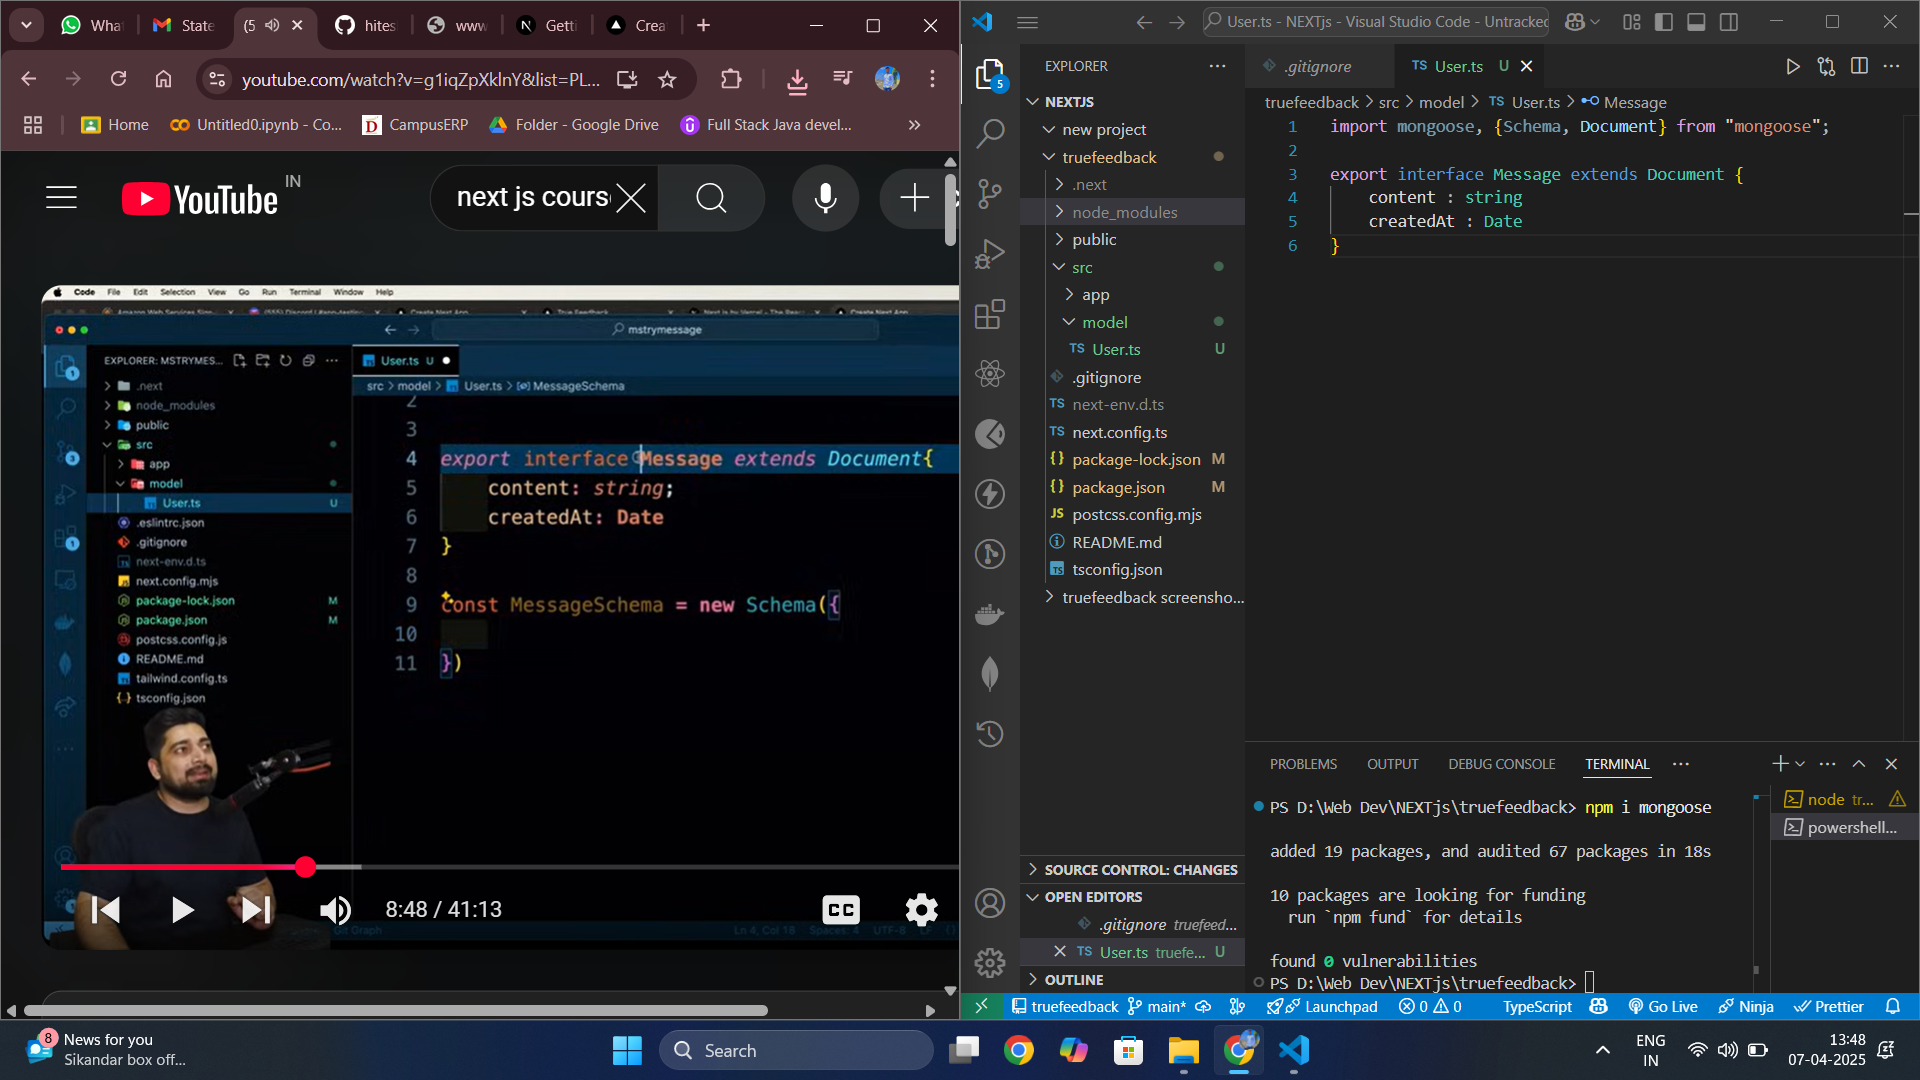 Wha
State
(5
hites
www
Getti
Crea
youtube.com/watch?v=g1iqZpXklnY&list=PL...
Home
Untitled0.ipynb - Co...
CampusERP
Folder - Google Drive
Full Stack Java devel...
YouTube
IN
next js cours
Code File Edit Selection View Go Run Terminal Window Help
mstrymessage
EXPLORER: MSTRYMES...
User.ts U
src > model > User.ts > MessageSchema
.next
node_modules
public
src
app
model
User.ts U
.eslintrc.json
.gitignore
next-env.d.ts
next.config.mjs
package-lock.json M
package.json M
postcss.config.js
README.md
tailwind.config.ts
tsconfig.json
2
3
4 export interface Message extends Document{
5 content: string;
6 createdAt: Date
7 }
8
9 const MessageSchema = new Schema({
10
11 })
Git Graph
Ln 4, Col 18 Spaces: 4 UTF-8 LF
8:48 / 41:13
CC
User.ts - NEXTjs - Visual Studio Code - Untracked
EXPLORER
NEXTJS
new project
truefeedback
.next
node_modules
public
src
app
model
TS User.ts U
.gitignore
TS next-env.d.ts
TS next.config.ts
{} package-lock.json M
{} package.json M
JS postcss.config.mjs
README.md
TS tsconfig.json
truefeedback screensho...
SOURCE CONTROL: CHANGES
OPEN EDITORS
.gitignore truefeed...
TS User.ts truefe... U
OUTLINE
5
.gitignore
TS User.ts U
truefeedback > src > model > TS User.ts > Message
1 import mongoose, {Schema, Document} from "mongoose";
2
3 export interface Message extends Document {
4 content : string
5 createdAt : Date
6 }
PROBLEMS OUTPUT DEBUG CONSOLE TERMINAL
PS D:\Web Dev\NEXTjs\truefeedback> npm i mongoose
added 19 packages, and audited 67 packages in 18s
10 packages are looking for funding
run `npm fund` for details
found 0 vulnerabilities
PS D:\Web Dev\NEXTjs\truefeedback>
node tr...
powershell...
truefeedback main* Launchpad 0 0 TypeScript Go Live Ninja Prettier
8
News for you
Sikandar box off...
Search
ENG
IN
13:48
07-04-2025